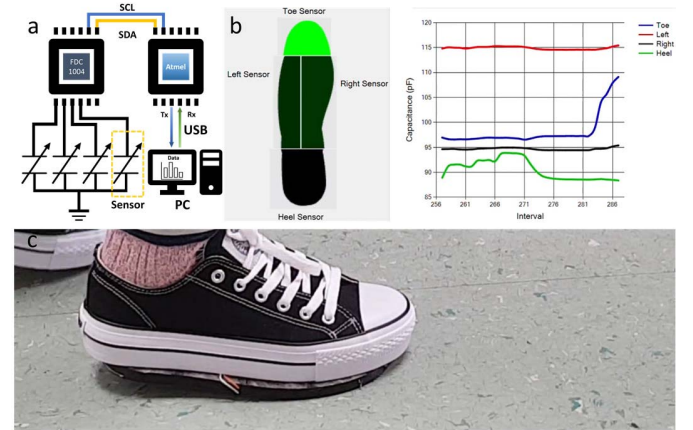 a
SCL
SDA
FDC
1004
Atmel
Tx
Rx
USB
Data
Sensor
PC
b
Toe Sensor
Left Sensor
Right Sensor
Heel Sensor
120
115
110
105
100
95
90
85
Capacitance (pF)
256
261
266
271
276
281
286
Interval
Toe
Left
Right
Heel
c